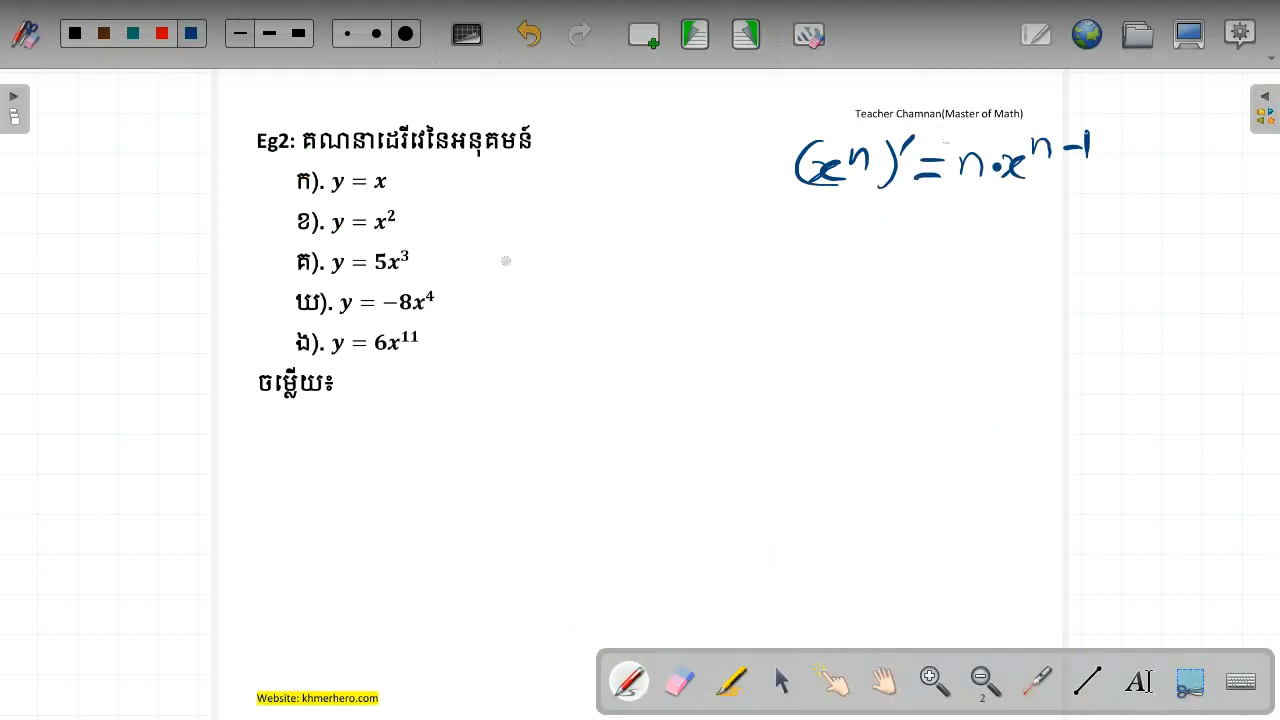 Teacher Chamnan(Master of Math)
Eg2: គណនាដេរីវេនៃអនុគមន៍
(xⁿ)′ = n·xⁿ⁻¹
ក). y = x
ខ). y = x²
គ). y = 5x³
ឃ). y = −8x⁴
ង). y = 6x¹¹
ចម្លើយ៖
Website: khmerhero.com
2